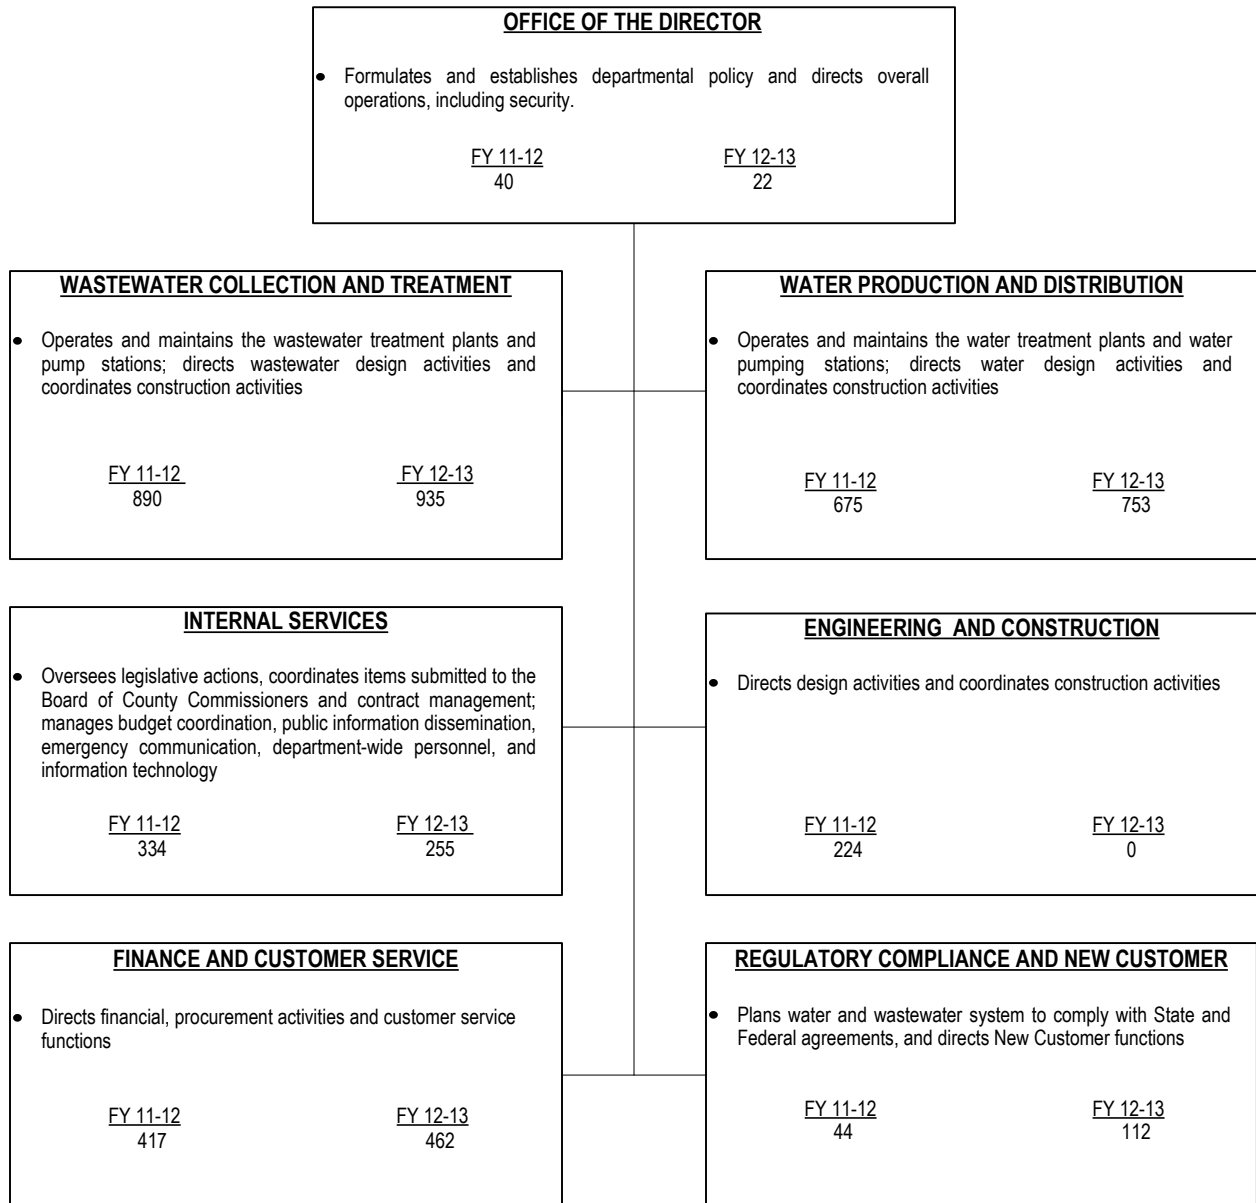 OFFICE OF THE DIRECTOR
• Formulates and establishes departmental policy and directs overall
operations, including security.
FY 11-12 FY 12-13
40 22
WASTEWATER COLLECTION AND TREATMENT
• Operates and maintains the wastewater treatment plants and
pump stations; directs wastewater design activities and
coordinates construction activities
FY 11-12 FY 12-13
890 935
WATER PRODUCTION AND DISTRIBUTION
• Operates and maintains the water treatment plants and water
pumping stations; directs water design activities and
coordinates construction activities
FY 11-12 FY 12-13
675 753
INTERNAL SERVICES
• Oversees legislative actions, coordinates items submitted to the
Board of County Commissioners and contract management;
manages budget coordination, public information dissemination,
emergency communication, department-wide personnel, and
information technology
FY 11-12 FY 12-13
334 255
ENGINEERING AND CONSTRUCTION
• Directs design activities and coordinates construction activities
FY 11-12 FY 12-13
224 0
FINANCE AND CUSTOMER SERVICE
• Directs financial, procurement activities and customer service
functions
FY 11-12 FY 12-13
417 462
REGULATORY COMPLIANCE AND NEW CUSTOMER
• Plans water and wastewater system to comply with State and
Federal agreements, and directs New Customer functions
FY 11-12 FY 12-13
44 112